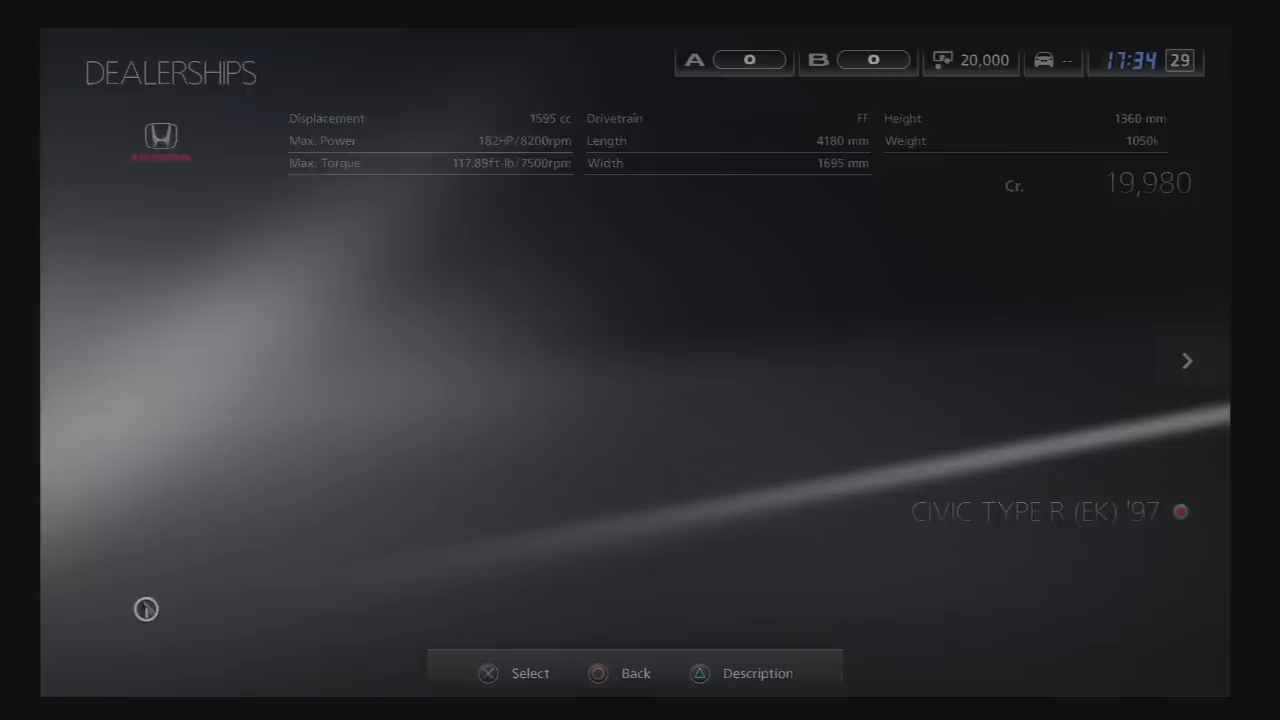 DEALERSHIPS
A 0 B 0 20,000 -- 17:34 29
HONDA
Displacement 1595 cc
Max. Power 182HP/8200rpm
Max. Torque 117.89ft-lb/7500rpm
Drivetrain FF
Length 4180 mm
Width 1695 mm
Height 1360 mm
Weight 1050k
Cr. 19,980
CIVIC TYPE R (EK) '97
Select Back Description